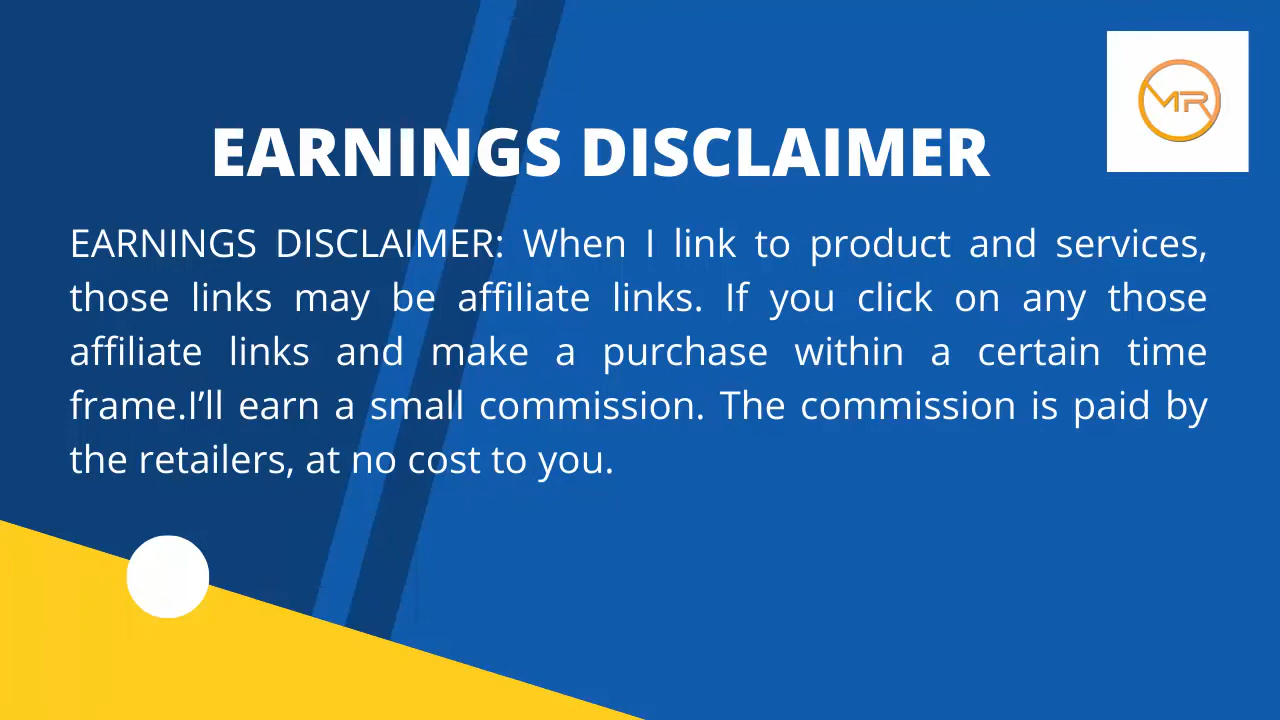 MR
EARNINGS DISCLAIMER
EARNINGS DISCLAIMER: When I link to product and services,
those links may be affiliate links. If you click on any those
affiliate links and make a purchase within a certain time
frame.I’ll earn a small commission. The commission is paid by
the retailers, at no cost to you.